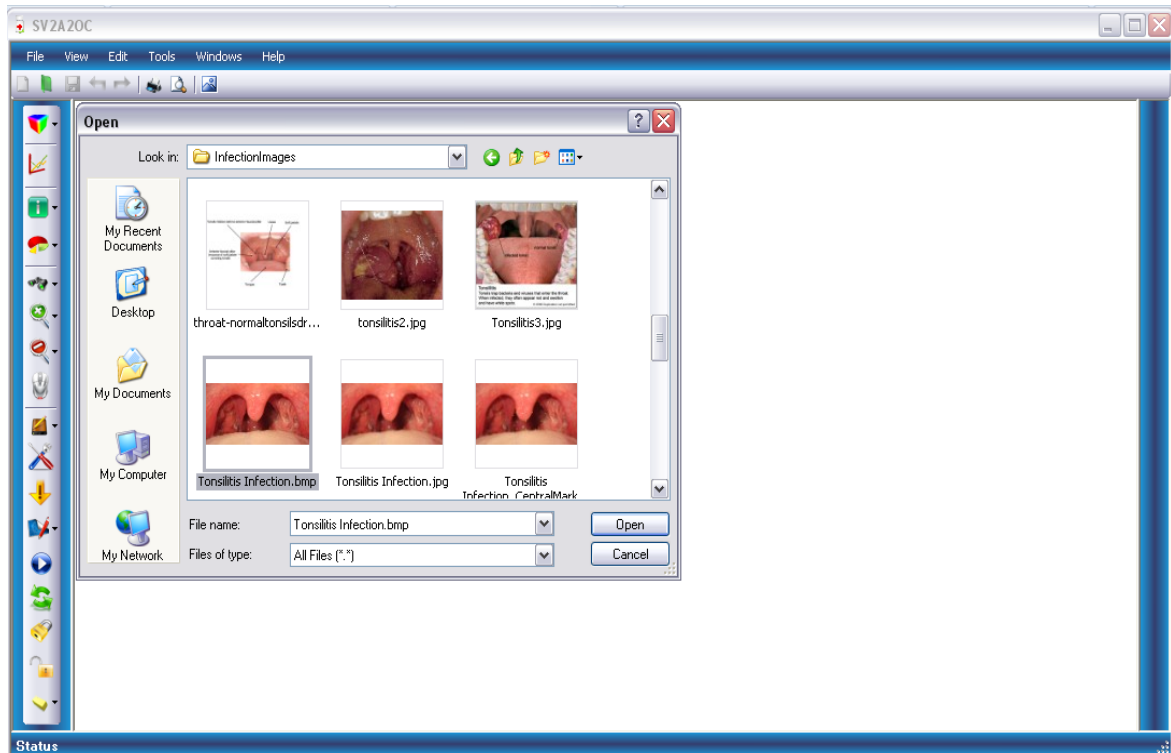 SV2A2OC
File View Edit Tools Windows Help
Open
Look in: InfectionImages
My Recent
Documents
Desktop
My Documents
My Computer
My Network
Tonsillitis
throat-normaltonsilsdr...
tonsilitis2.jpg
Tonsilitis3.jpg
Tonsilitis Infection.bmp
Tonsilitis Infection.jpg
Tonsilitis
Infection_CentralMark
File name: Tonsilitis Infection.bmp
Open
Files of type: All Files (*.*)
Cancel
Status